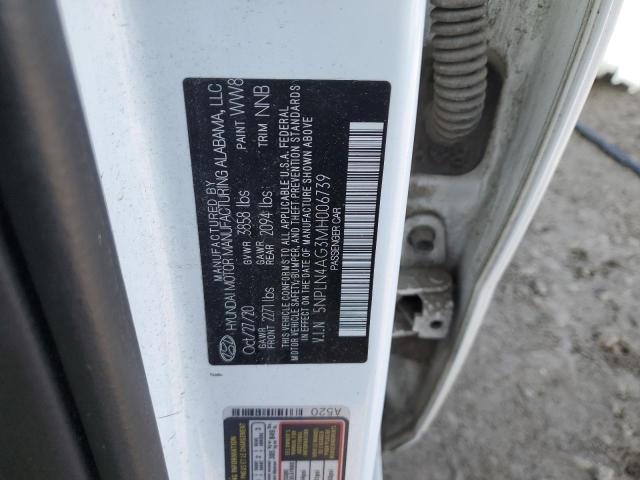 MANUFACTURED BY
HYUNDAI MOTOR MANUFACTURING ALABAMA, LLC
Oct/27/20 GVWR 3858 lbs PAINT WW8
GAWR FRONT 2271 lbs GAWR REAR 2094 lbs TRIM NNB
THIS VEHICLE CONFORMS TO ALL APPLICABLE U.S.A. FEDERAL
MOTOR VEHICLE SAFETY, BUMPER, AND THEFT PREVENTION STANDARDS
IN EFFECT ON THE DATE OF MANUFACTURE SHOWN ABOVE
V.I.N 5NPLN4AG3MH006739
PASSENGER CAR
A520